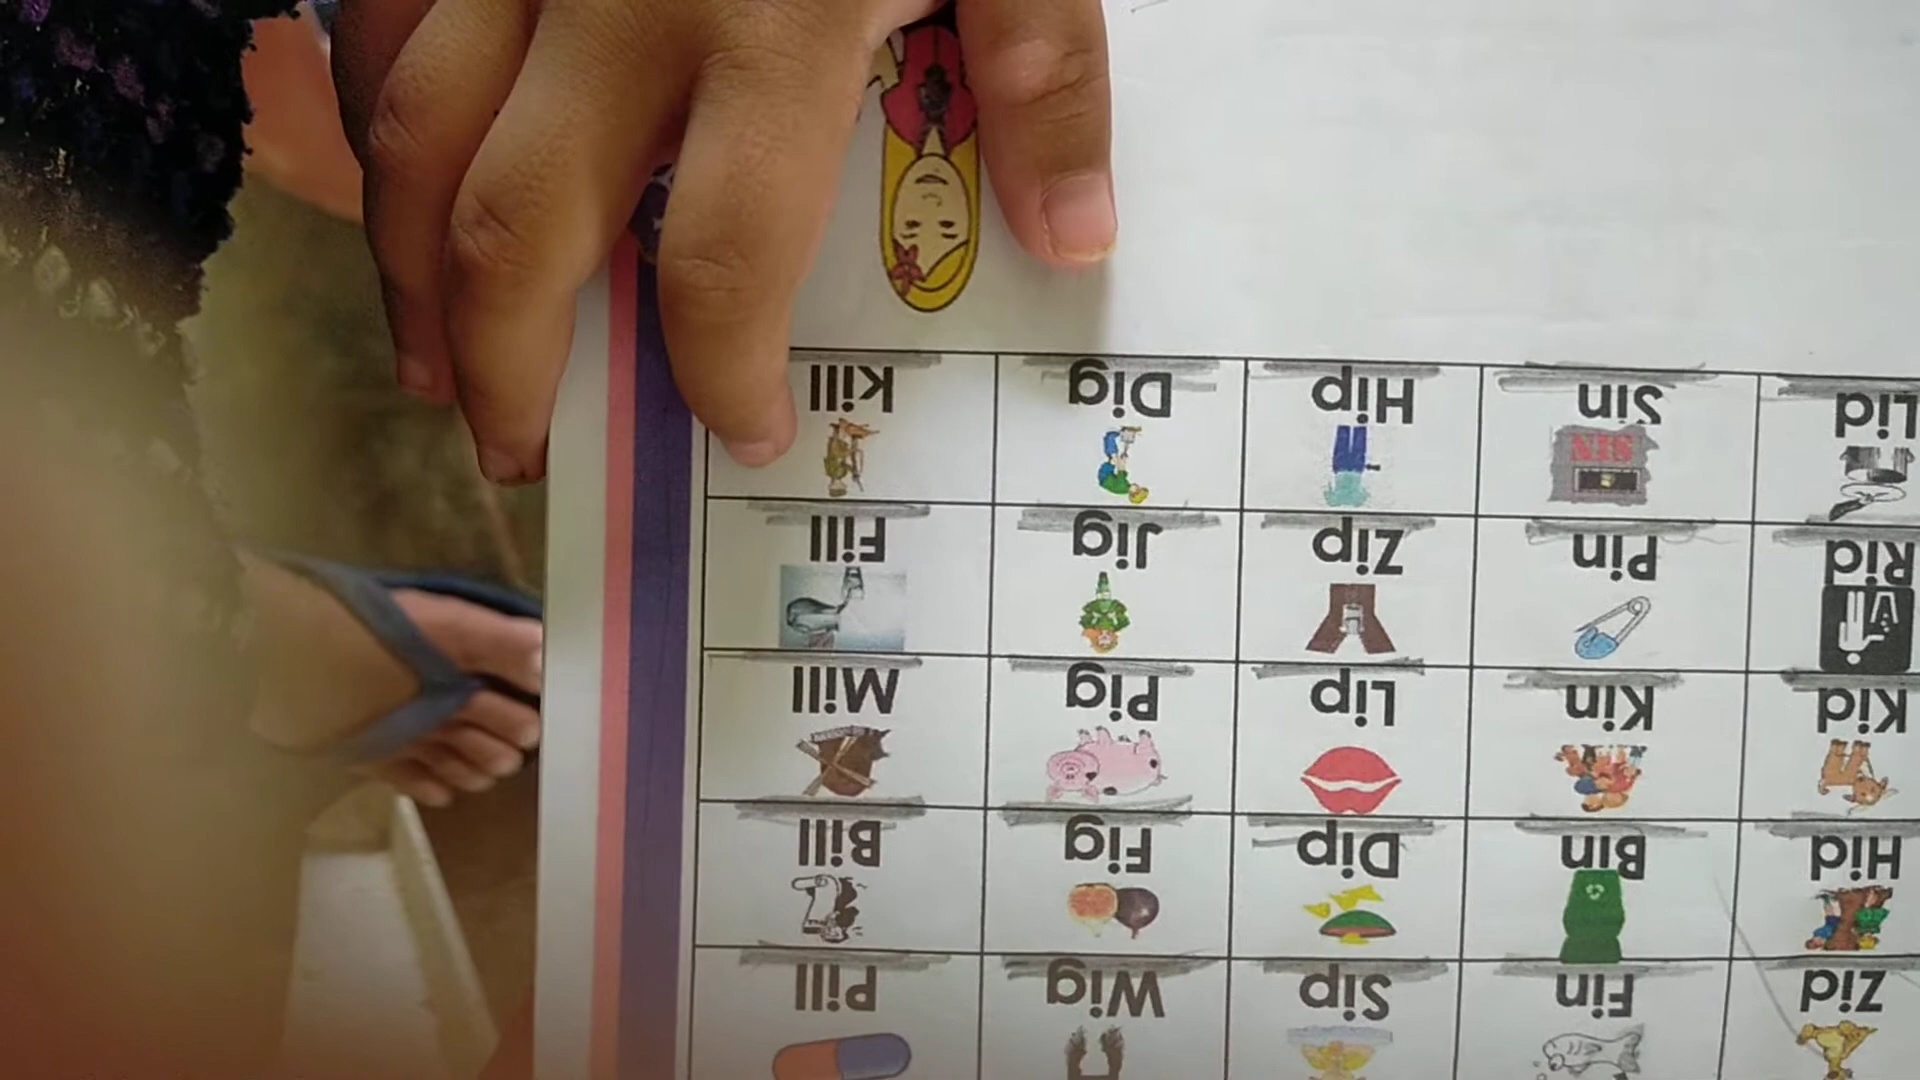 Zid Fin Sip Wig Pill
Hid Bin Dip Fig Bill
Kid Kin Lip Pig Mill
Rid Pin Zip Jig Fill
SIN
Lid Sin Hip Dig Kill